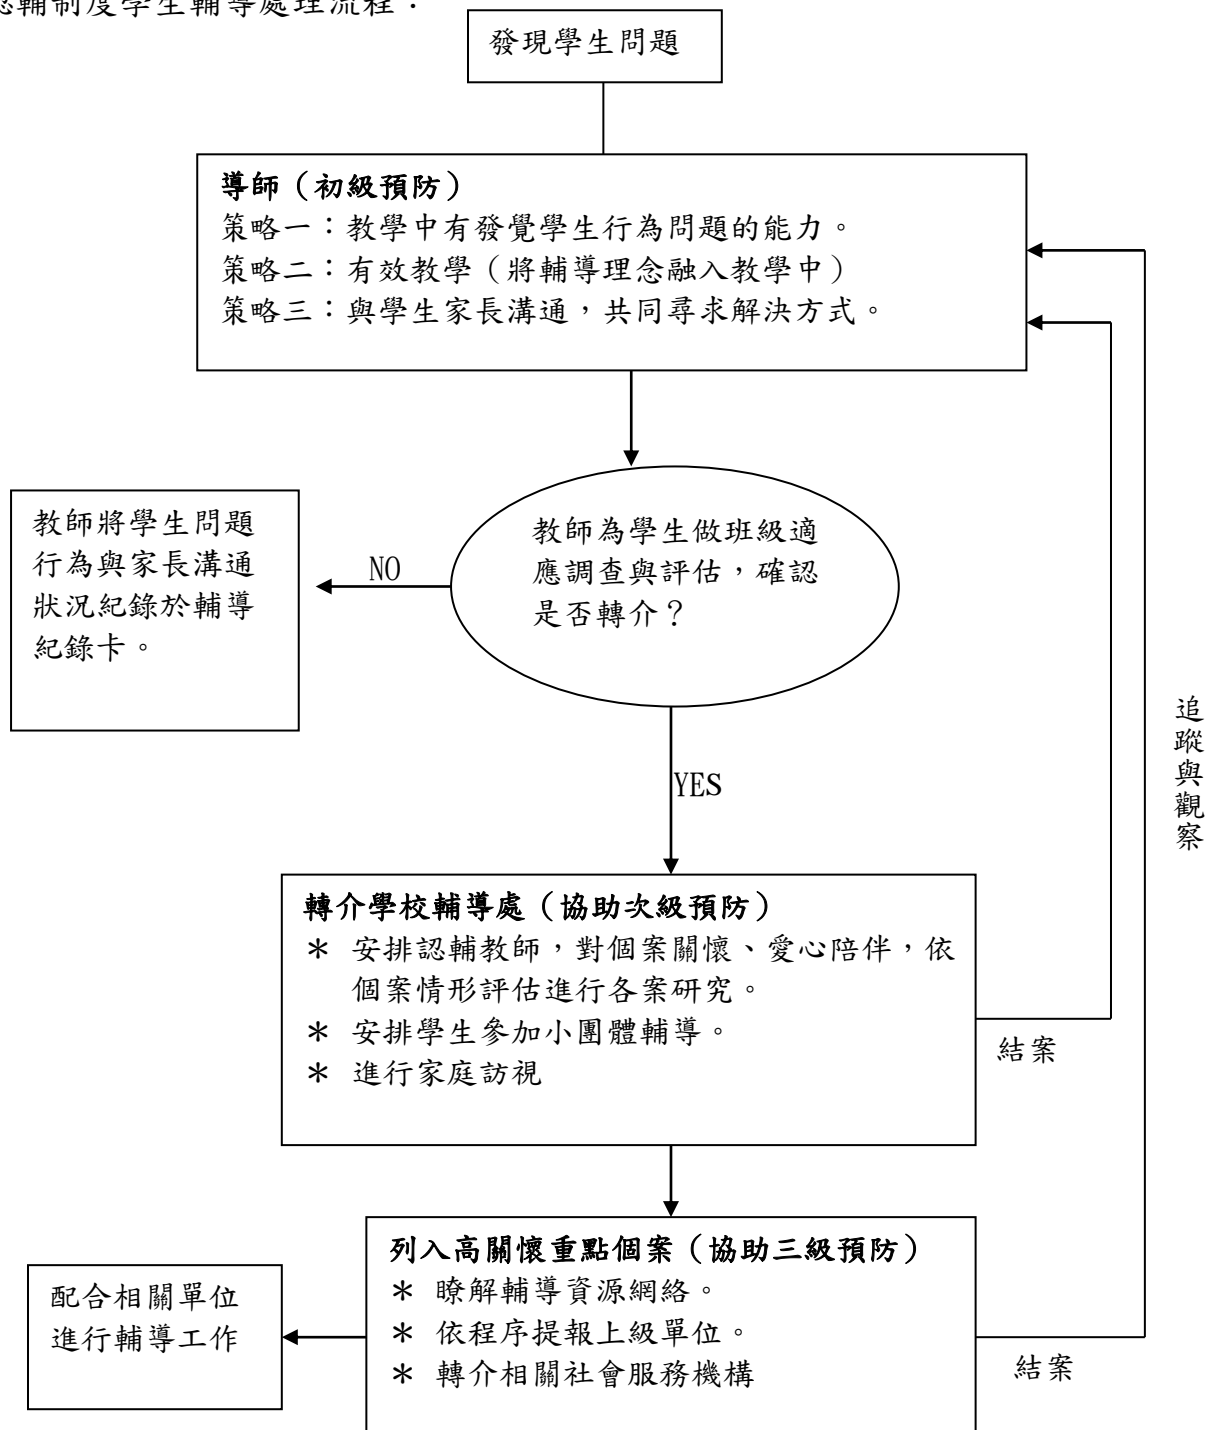 認輔制度學生輔導處理流程：
發現學生問題
導師（初級預防）
策略一：教學中有發覺學生行為問題的能力。
策略二：有效教學（將輔導理念融入教學中）
策略三：與學生家長溝通，共同尋求解決方式。
教師為學生做班級適
應調查與評估，確認
是否轉介？
NO
教師將學生問題
行為與家長溝通
狀況紀錄於輔導
紀錄卡。
YES
追蹤與觀察
轉介學校輔導處（協助次級預防）
＊ 安排認輔教師，對個案關懷、愛心陪伴，依
個案情形評估進行各案研究。
＊ 安排學生參加小團體輔導。
＊ 進行家庭訪視
結案
列入高關懷重點個案（協助三級預防）
＊ 瞭解輔導資源網絡。
＊ 依程序提報上級單位。
＊ 轉介相關社會服務機構
結案
配合相關單位
進行輔導工作